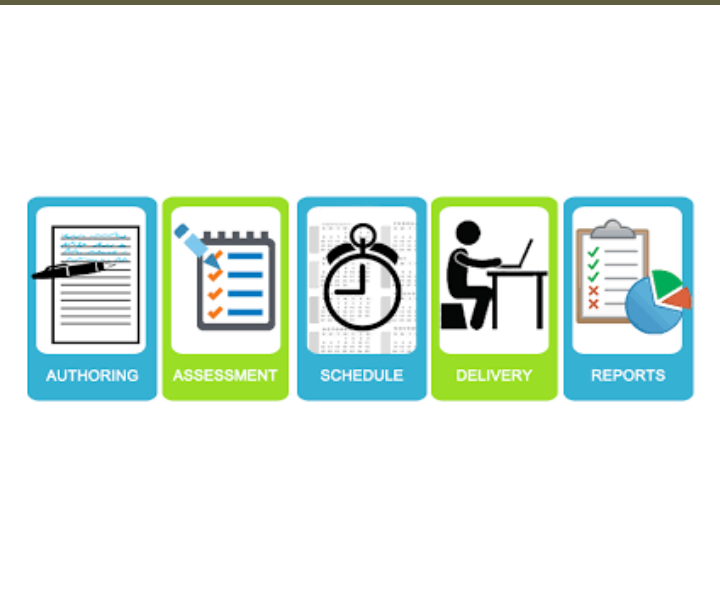 AUTHORING
ASSESSMENT
SCHEDULE
DELIVERY
REPORTS